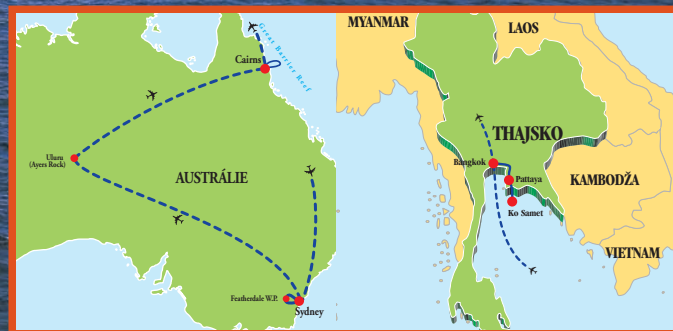 Great Barrier Reef
Cairns
Uluru
(Ayers Rock)
AUSTRÁLIE
Featherdale W.P.
Sydney
MYANMAR
LAOS
THAJSKO
Bangkok
Pattaya
KAMBODŽA
Ko Samet
VIETNAM